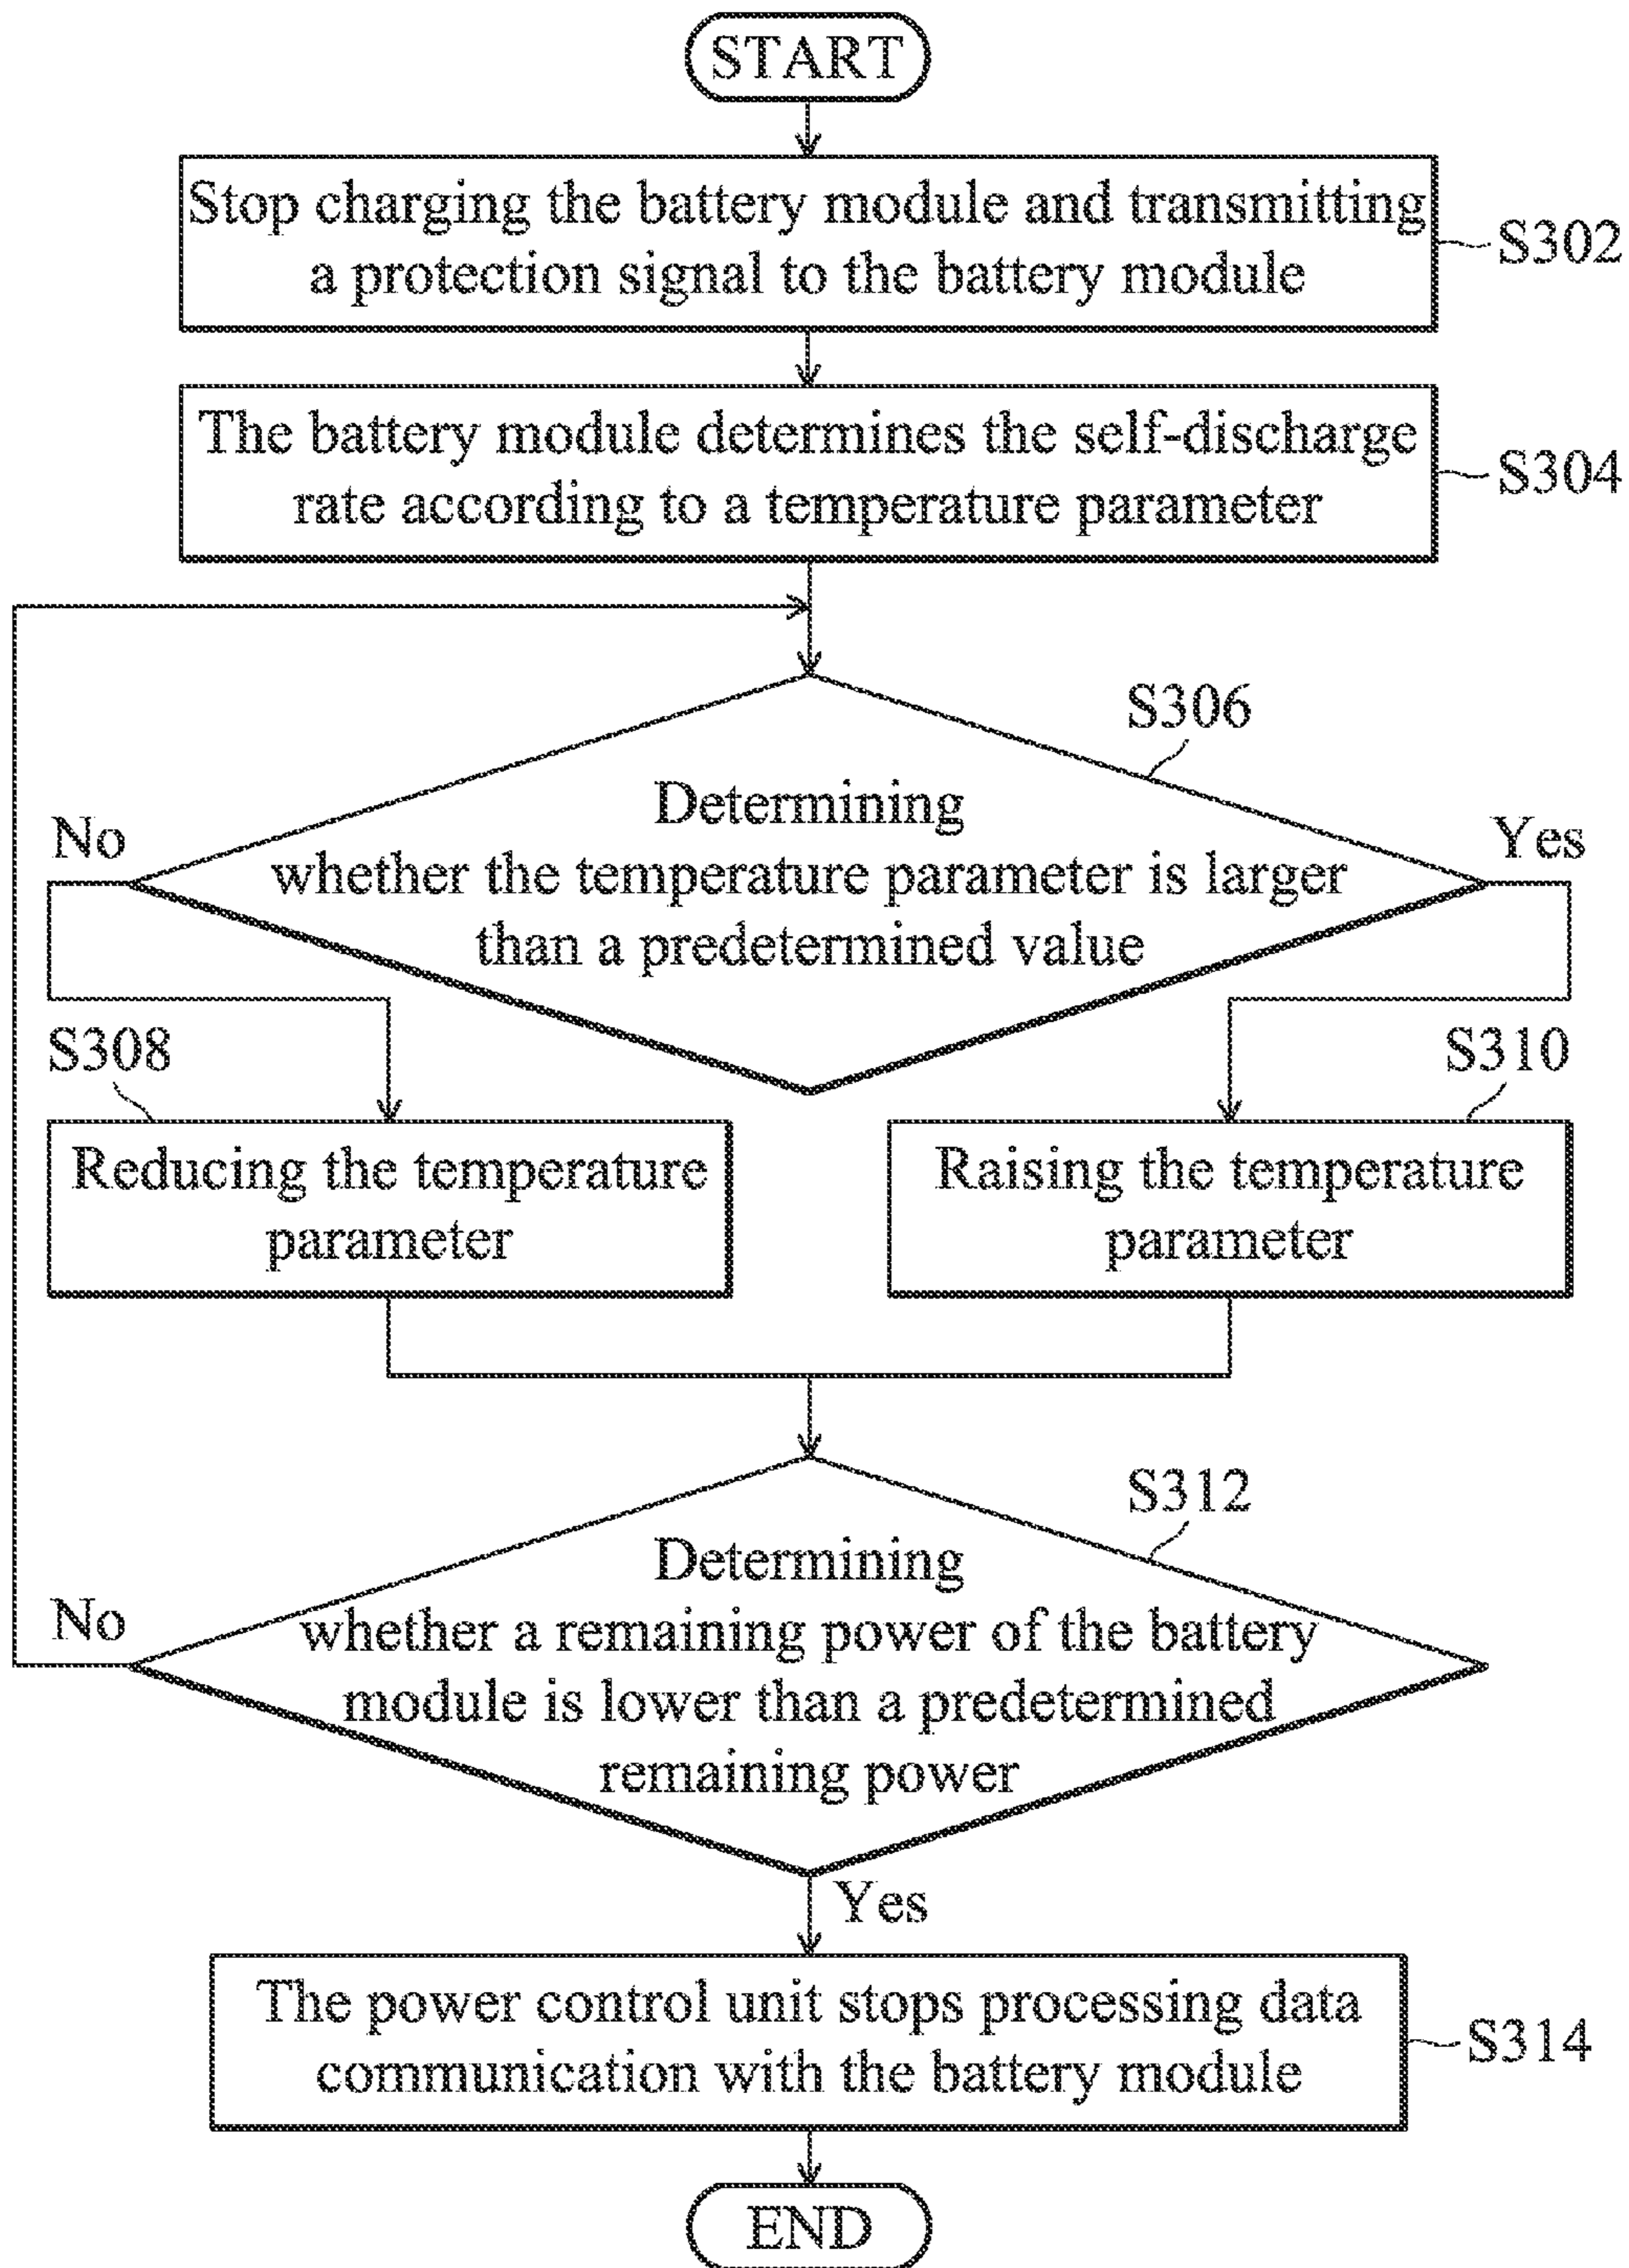 START
Stop charging the battery module and transmitting
a protection signal to the battery module
S302
The battery module determines the self-discharge
rate according to a temperature parameter
S304
S306
Determining
whether the temperature parameter is larger
than a predetermined value
No
Yes
S308
S310
Reducing the temperature
parameter
Raising the temperature
parameter
S312
Determining
whether a remaining power of the battery
module is lower than a predetermined
remaining power
No
Yes
The power control unit stops processing data
communication with the battery module
S314
END